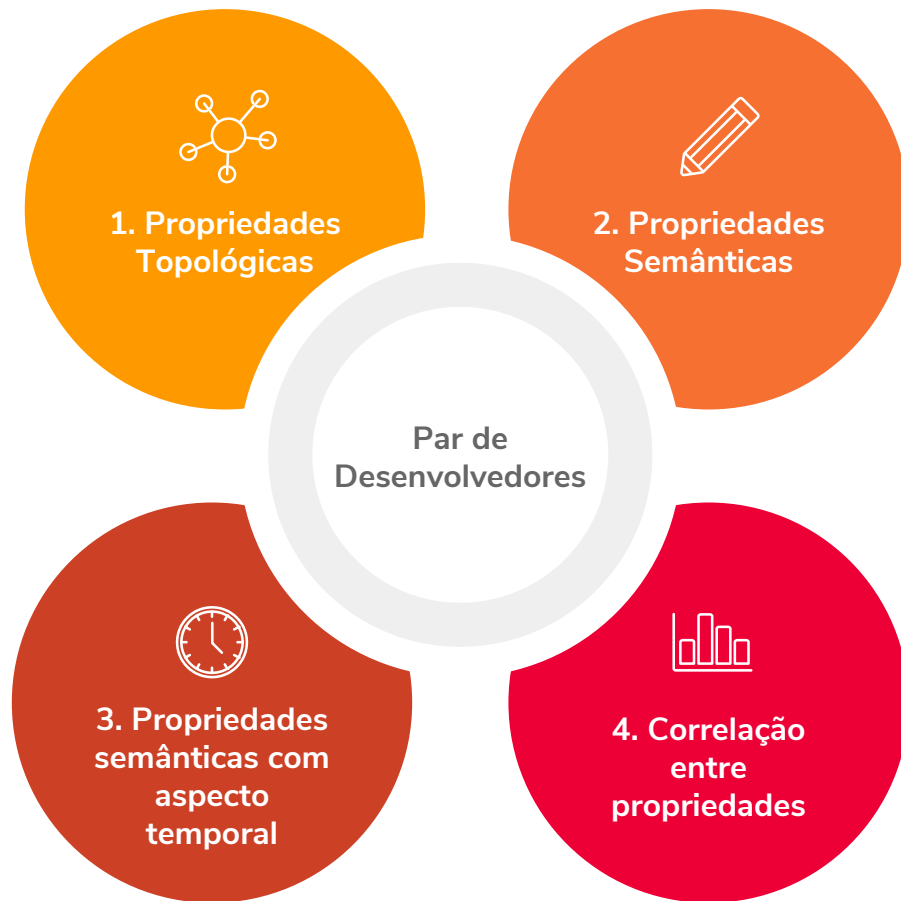 1. Propriedades
Topológicas
2. Propriedades
Semânticas
Par de
Desenvolvedores
3. Propriedades
semânticas com
aspecto
temporal
4. Correlação
entre
propriedades